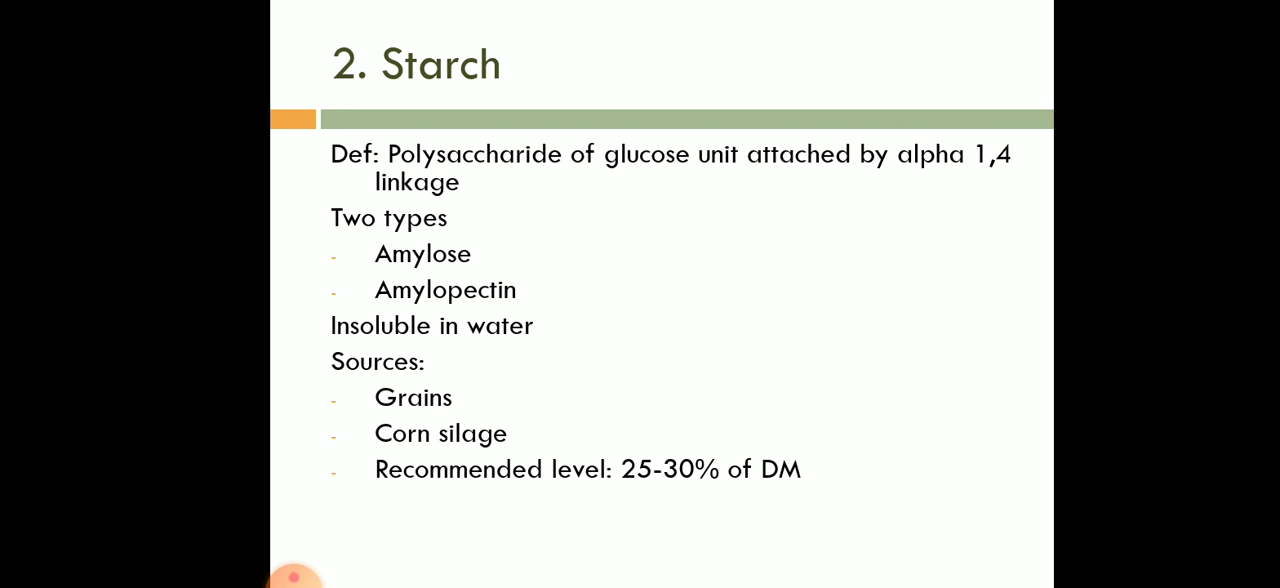 2. Starch
Def: Polysaccharide of glucose unit attached by alpha 1,4
linkage
Two types
- Amylose
- Amylopectin
Insoluble in water
Sources:
- Grains
- Corn silage
- Recommended level: 25-30% of DM